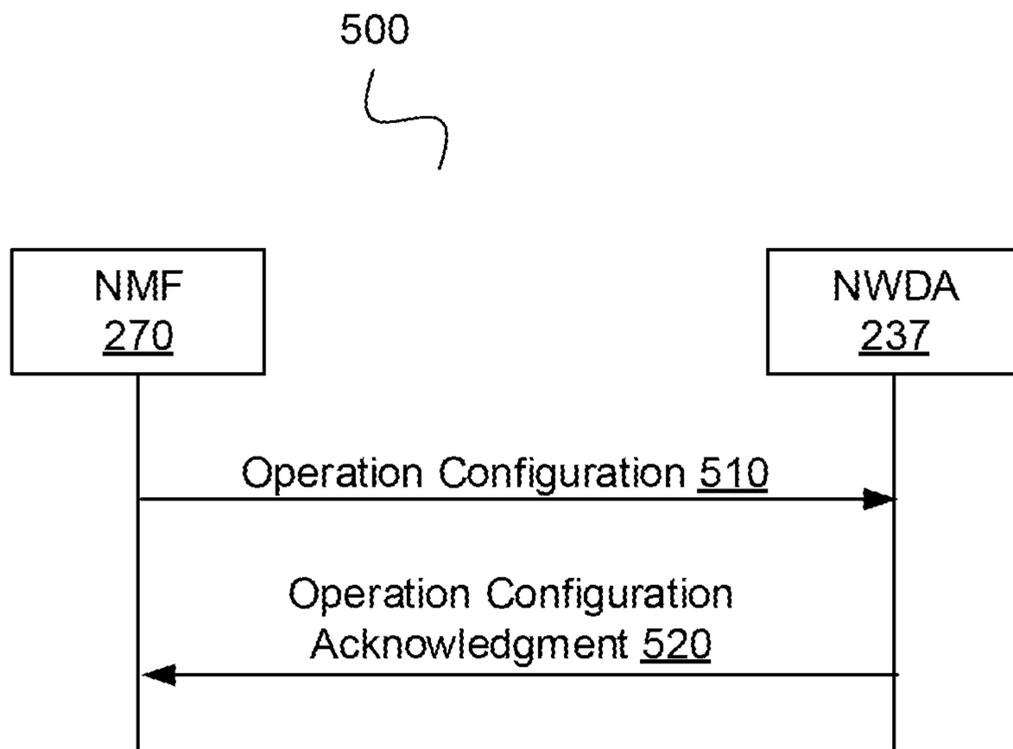 500
NMF
270
NWDA
237
Operation Configuration 510
Operation Configuration
Acknowledgment 520